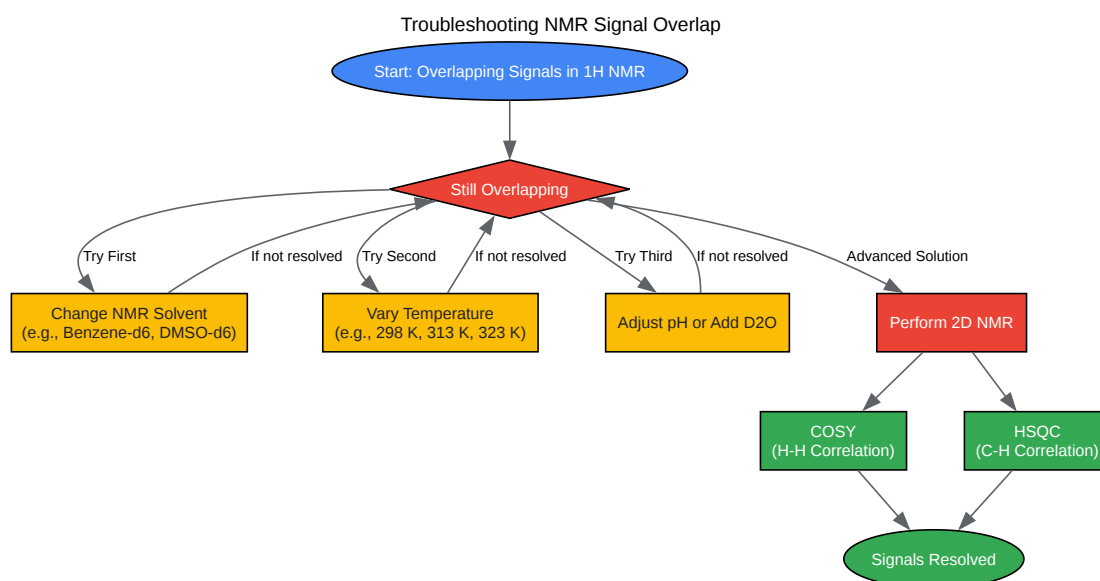 Troubleshooting NMR Signal Overlap
Start: Overlapping Signals in 1H NMR
Still Overlapping
Try First
If not resolved
Try Second
If not resolved
Try Third
If not resolved
Advanced Solution
Change NMR Solvent
(e.g., Benzene-d6, DMSO-d6)
Vary Temperature
(e.g., 298 K, 313 K, 323 K)
Adjust pH or Add D2O
Perform 2D NMR
COSY
(H-H Correlation)
HSQC
(C-H Correlation)
Signals Resolved